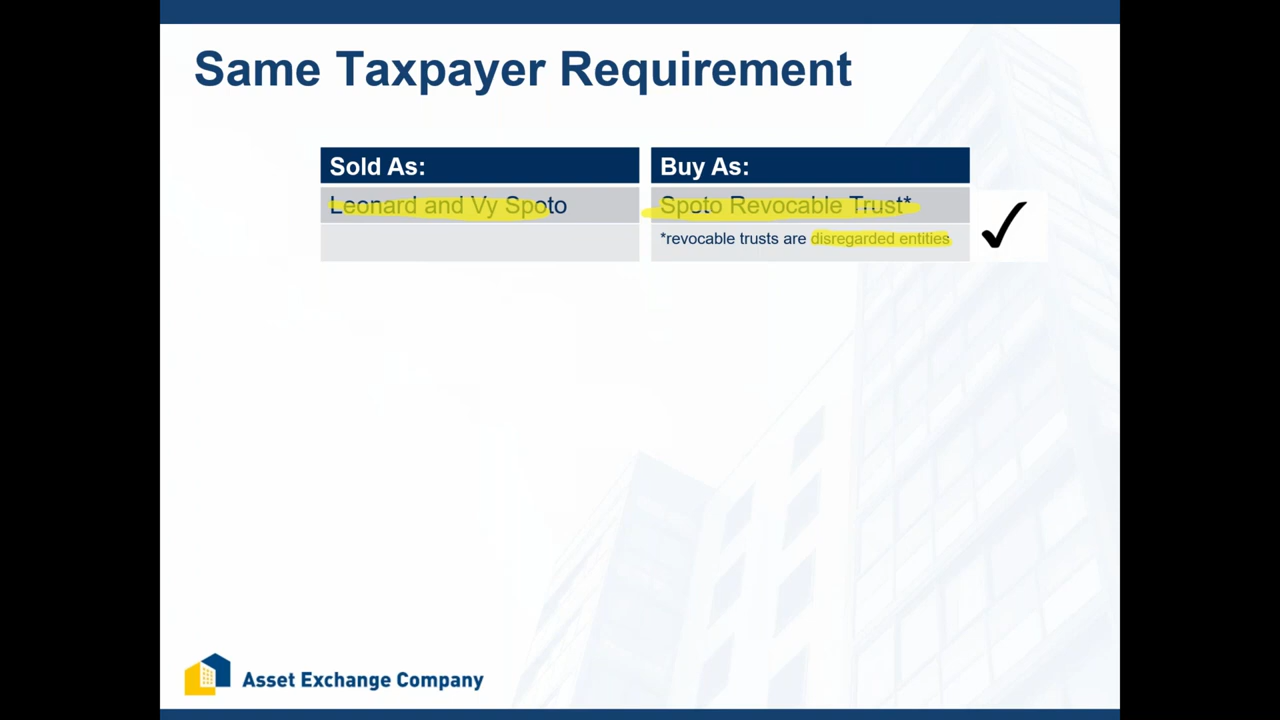 Same Taxpayer Requirement
Sold As:
Buy As:
Leonard and Vy Spoto
Spoto Revocable Trust*
*revocable trusts are disregarded entities
Asset Exchange Company